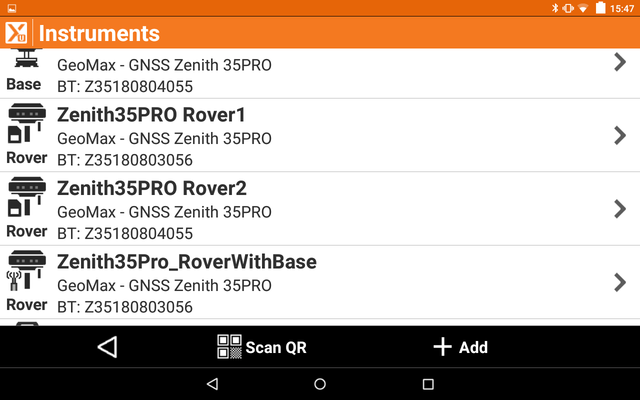 15:47
Instruments
GeoMax - GNSS Zenith 35PRO
Base
BT: Z35180804055
Zenith35PRO Rover1
GeoMax - GNSS Zenith 35PRO
Rover
BT: Z35180803056
Zenith35PRO Rover2
GeoMax - GNSS Zenith 35PRO
Rover
BT: Z35180804055
Zenith35Pro_RoverWithBase
GeoMax - GNSS Zenith 35PRO
Rover
BT: Z35180803056
Scan QR
Add